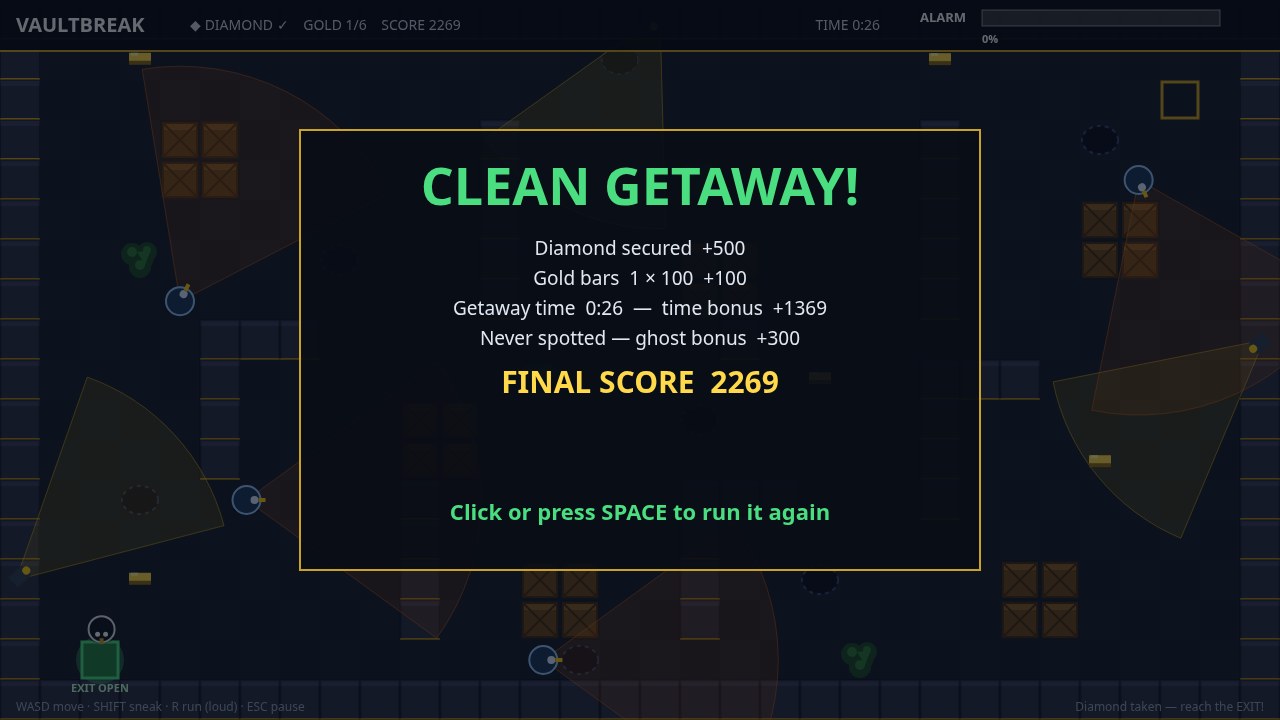 VAULTBREAK
◆ DIAMOND ✓ GOLD 1/6 SCORE 2269
TIME 0:26
ALARM
0%
CLEAN GETAWAY!
Diamond secured +500
Gold bars 1 × 100 +100
Getaway time 0:26 — time bonus +1369
Never spotted — ghost bonus +300
FINAL SCORE 2269
Click or press SPACE to run it again
EXIT OPEN
WASD move · SHIFT sneak · R run (loud) · ESC pause
Diamond taken — reach the EXIT!